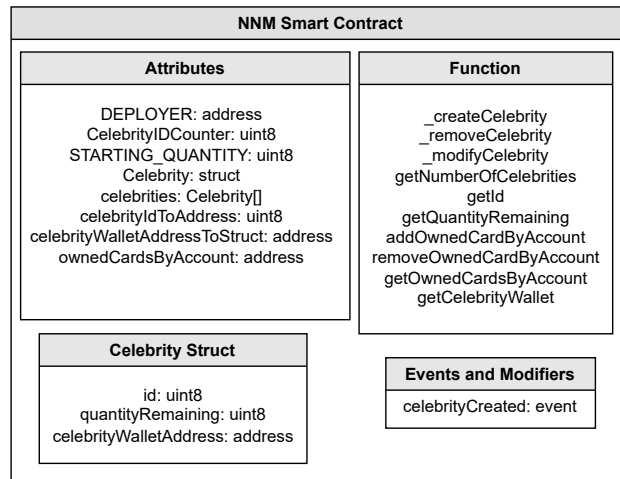 NNM Smart Contract
Attributes
DEPLOYER: address
CelebrityIDCounter: uint8
STARTING_QUANTITY: uint8
Celebrity: struct
celebrities: Celebrity[]
celebrityIdToAddress: uint8
celebrityWalletAddressToStruct: address
ownedCardsByAccount: address
Function
_createCelebrity
_removeCelebrity
_modifyCelebrity
getNumberOfCelebrities
getId
getQuantityRemaining
addOwnedCardByAccount
removeOwnedCardByAccount
getOwnedCardsByAccount
getCelebrityWallet
Celebrity Struct
id: uint8
quantityRemaining: uint8
celebrityWalletAddress: address
Events and Modifiers
celebrityCreated: event